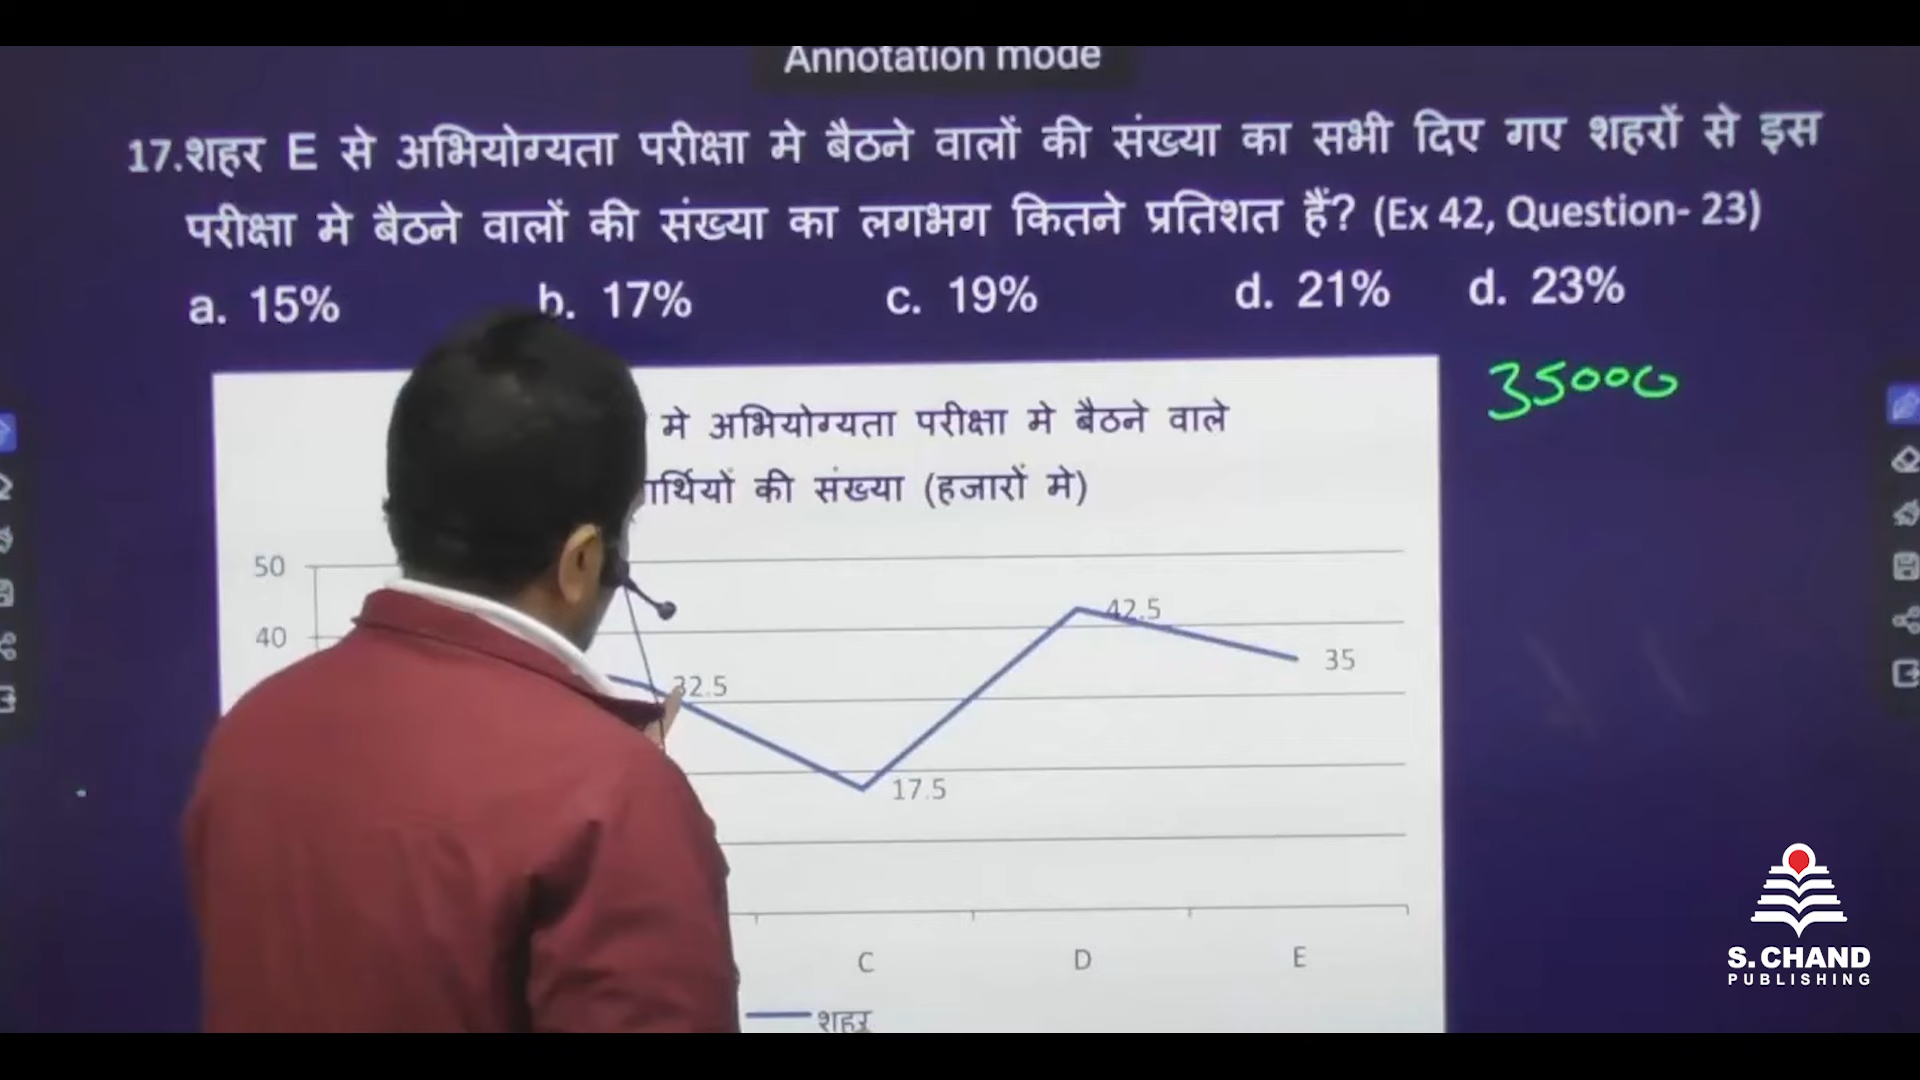 Annotation mode
17.शहर E से अभियोग्यता परीक्षा मे बैठने वालों की संख्या का सभी दिए गए शहरों से इस
परीक्षा मे बैठने वालों की संख्या का लगभग कितने प्रतिशत हैं? (Ex 42, Question- 23)
a. 15% b. 17% c. 19% d. 21% d. 23%
35000
मे अभियोग्यता परीक्षा मे बैठने वाले
की संख्या (हजारों मे)
50
40
42.5
35
32.5
17.5
C D E
शहर
S. CHAND
PUBLISHING